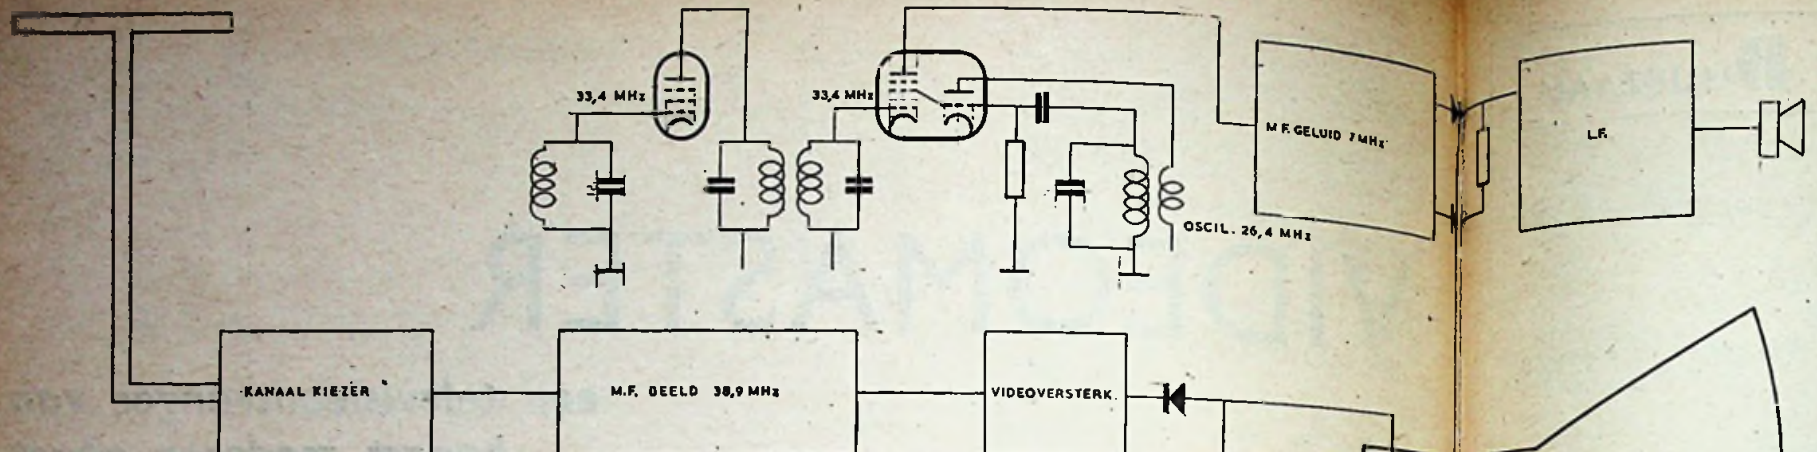 33,4 MHz
33,4 MHz
M.F. GELUID 7 MHz
L.F.
OSCIL. 26,4 MHz
KANAAL KIEZER
M.F. BEELD 38,9 MHz
VIDEOVERSTERK.